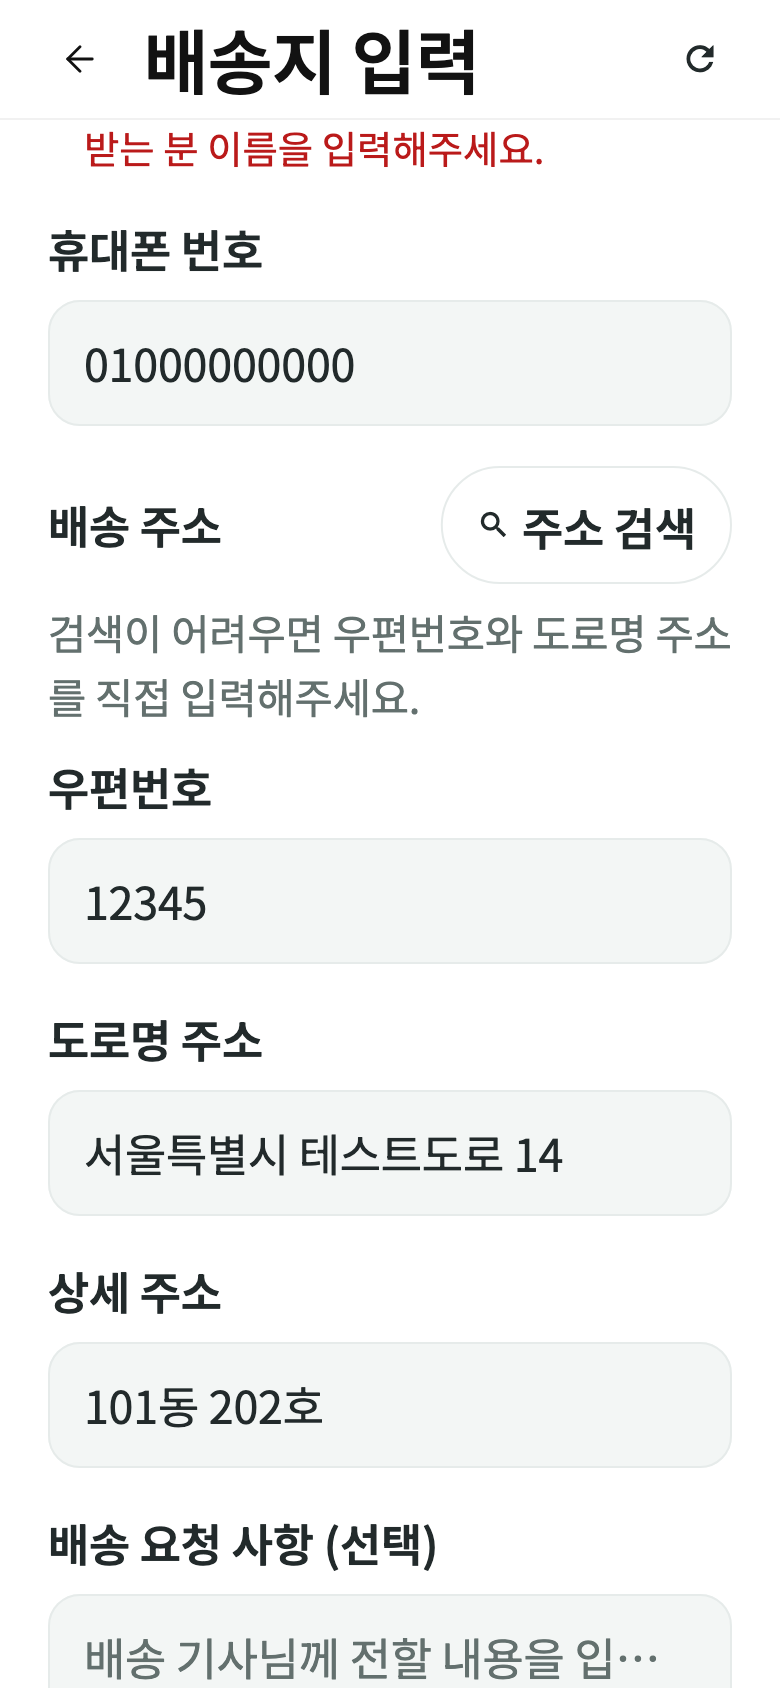 배송지 입력
받는 분 이름을 입력해주세요.
휴대폰 번호
01000000000
배송 주소
주소 검색
검색이 어려우면 우편번호와 도로명 주소
를 직접 입력해주세요.
우편번호
12345
도로명 주소
서울특별시 테스트도로 14
상세 주소
101동 202호
배송 요청 사항 (선택)
배송 기사님께 전할 내용을 입…